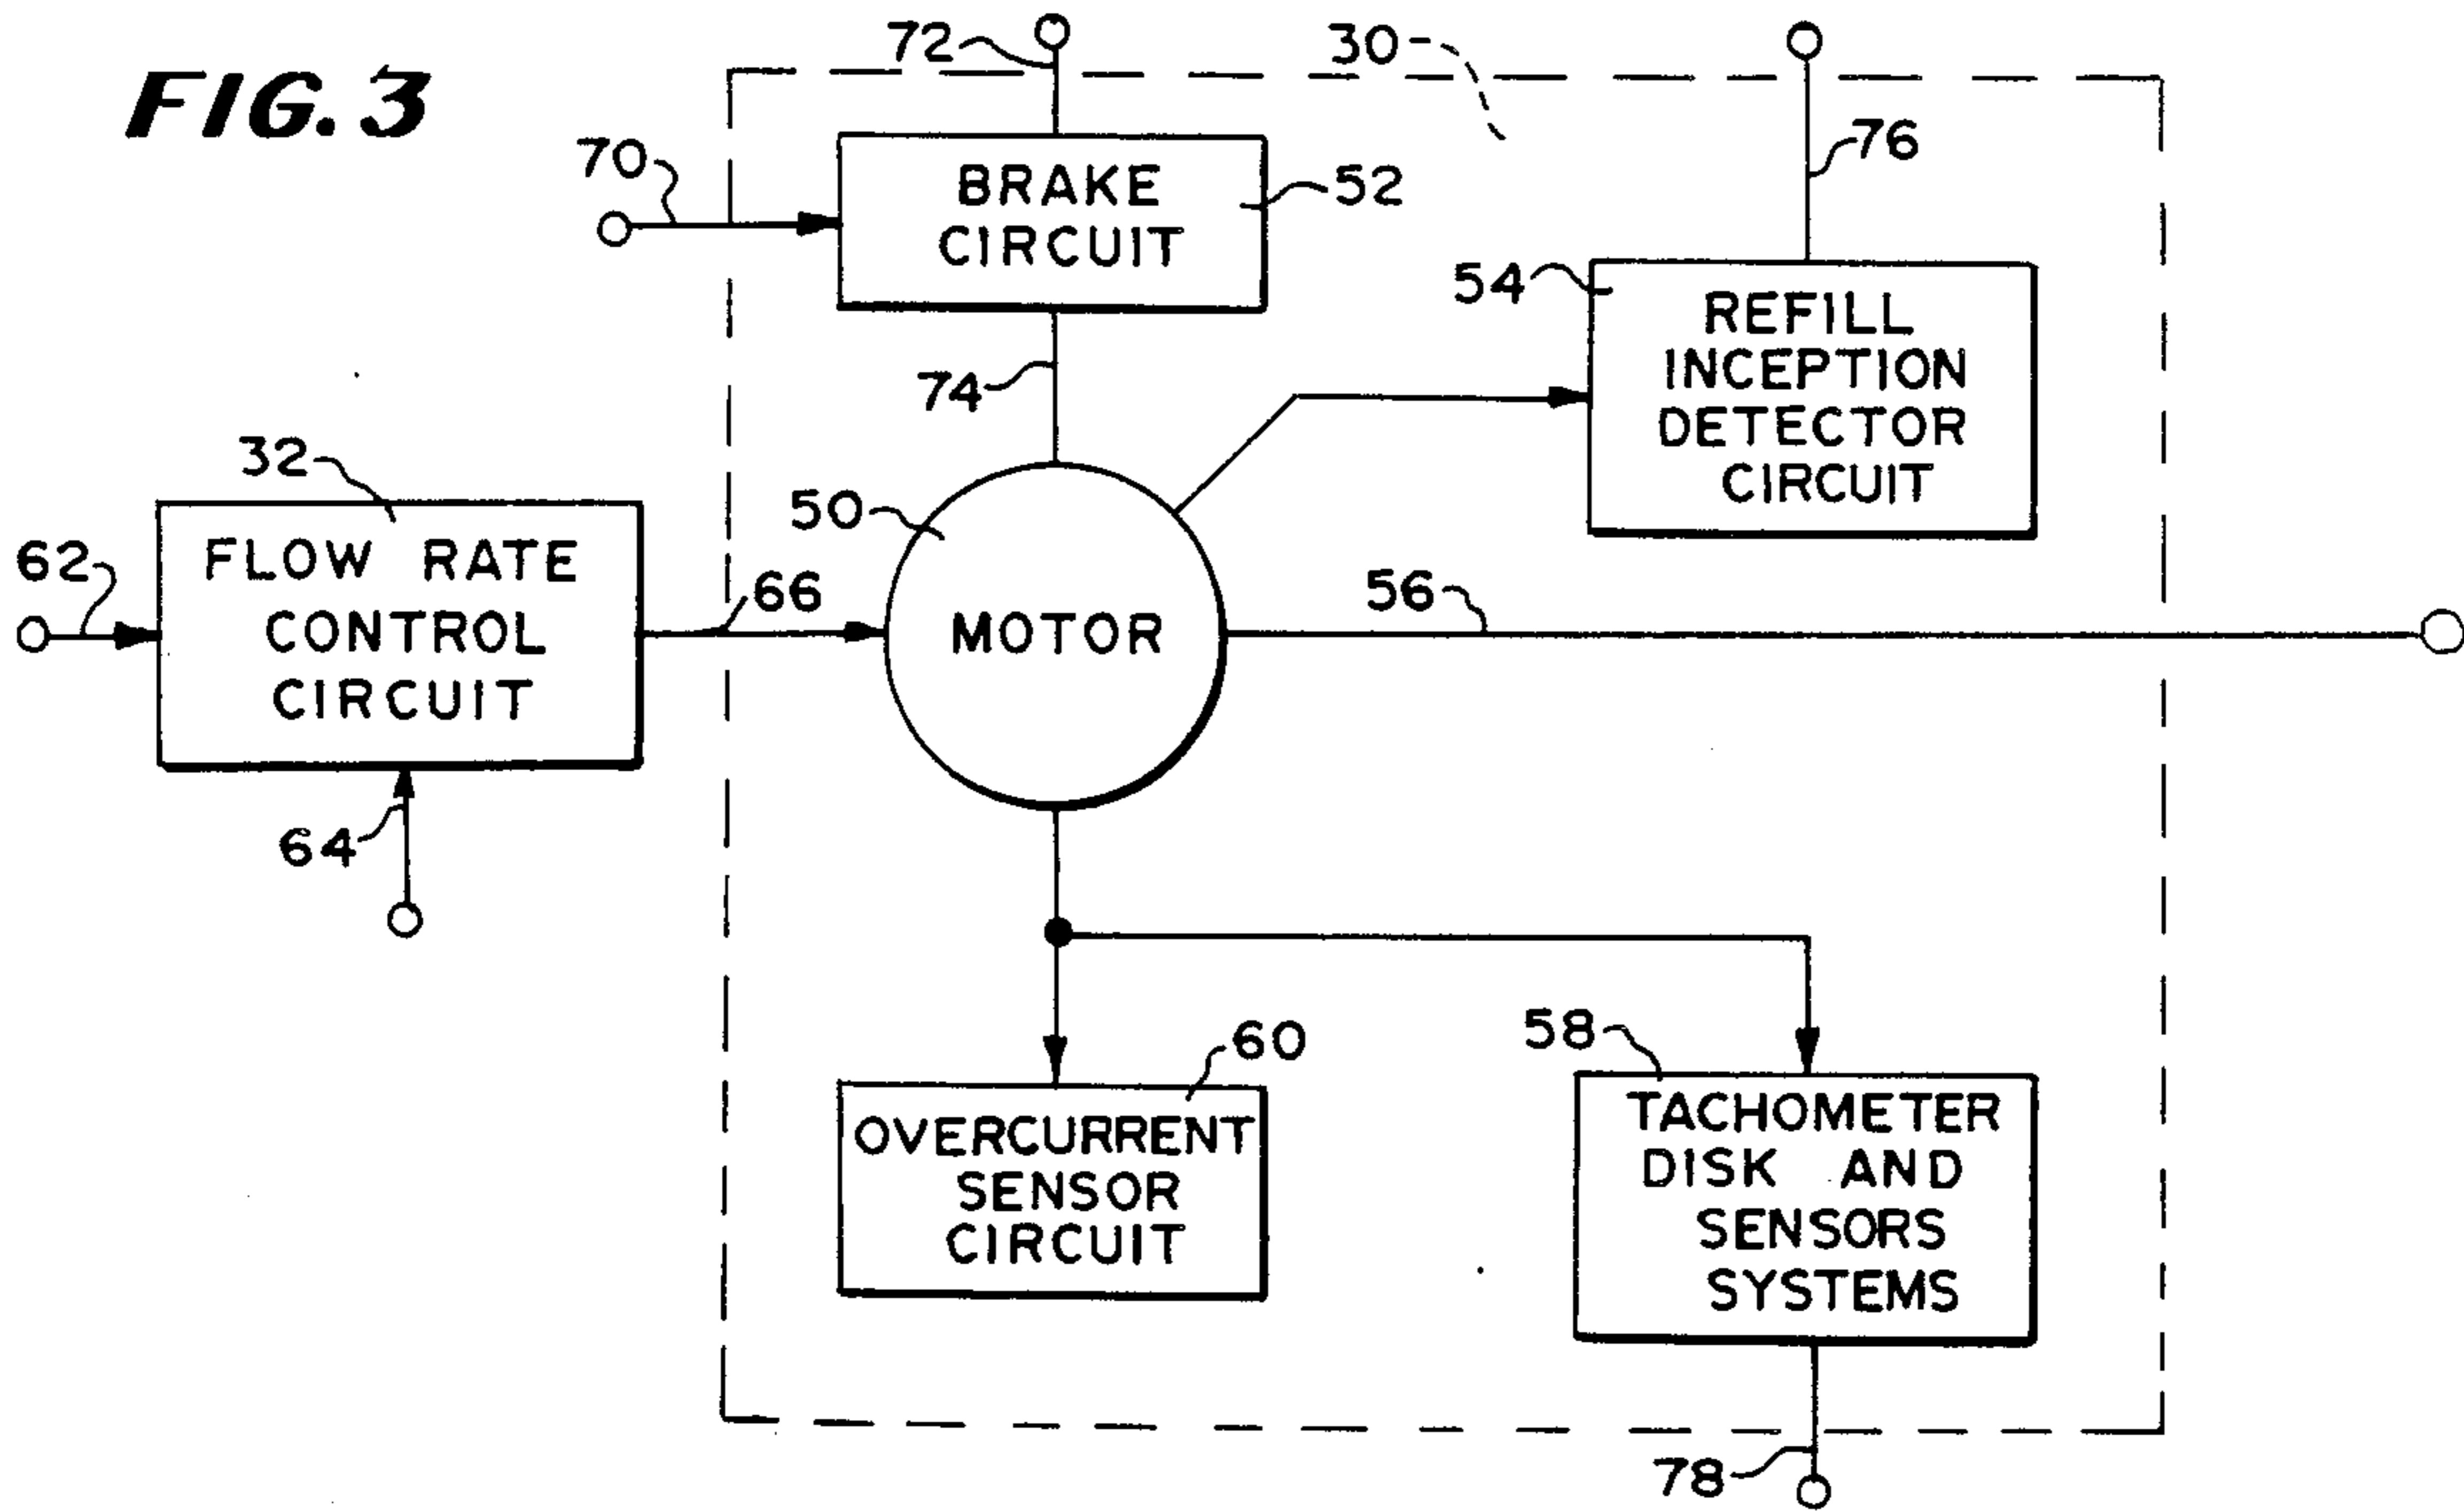 FIG. 3
72
30
70
76
BRAKE
CIRCUIT
52
54
REFILL
INCEPTION
DETECTOR
CIRCUIT
74
32
50
62
FLOW RATE
CONTROL
CIRCUIT
66
56
MOTOR
64
60
58
OVERCURRENT
SENSOR
CIRCUIT
TACHOMETER
DISK AND
SENSORS
SYSTEMS
78